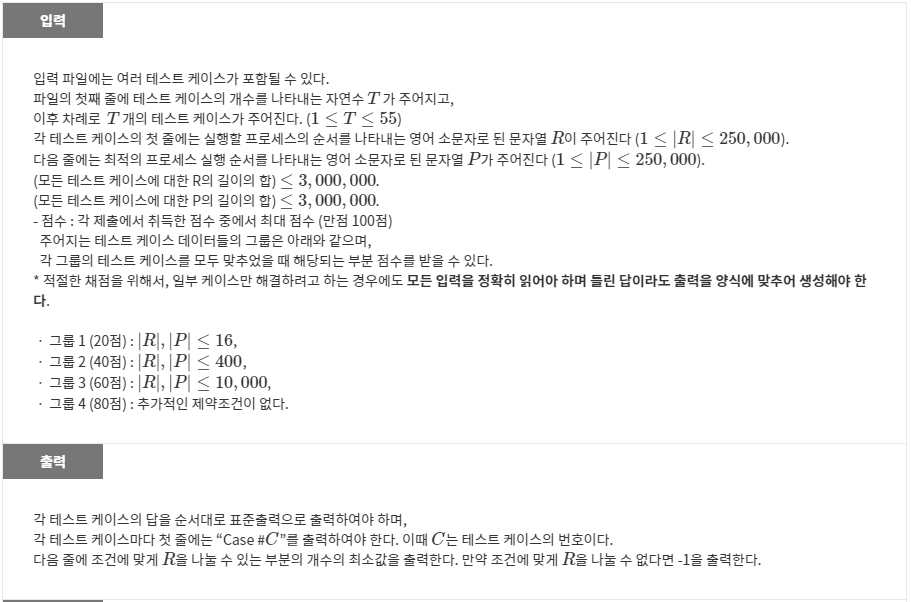 입력
입력 파일에는 여러 테스트 케이스가 포함될 수 있다.
파일의 첫째 줄에 테스트 케이스의 개수를 나타내는 자연수 T 가 주어지고,
이후 차례로 T 개의 테스트 케이스가 주어진다. (1 ≤ T ≤ 55)
각 테스트 케이스의 첫 줄에는 실행할 프로세스의 순서를 나타내는 영어 소문자로 된 문자열 R이 주어진다 (1 ≤ |R| ≤ 250,000).
다음 줄에는 최적의 프로세스 실행 순서를 나타내는 영어 소문자로 된 문자열 P가 주어진다 (1 ≤ |P| ≤ 250,000).
(모든 테스트 케이스에 대한 R의 길이의 합) ≤ 3,000,000.
(모든 테스트 케이스에 대한 P의 길이의 합) ≤ 3,000,000.
- 점수 : 각 제출에서 취득한 점수 중에서 최대 점수 (만점 100점)
주어지는 테스트 케이스 데이터들의 그룹은 아래와 같으며,
각 그룹의 테스트 케이스를 모두 맞추었을 때 해당되는 부분 점수를 받을 수 있다.
* 적절한 채점을 위해서, 일부 케이스만 해결하려고 하는 경우에도 모든 입력을 정확히 읽어야 하며 틀린 답이라도 출력을 양식에 맞추어 생성해야 한
다.
· 그룹 1 (20점) : |R|, |P| ≤ 16,
· 그룹 2 (40점) : |R|, |P| ≤ 400,
· 그룹 3 (60점) : |R|, |P| ≤ 10,000,
· 그룹 4 (80점) : 추가적인 제약조건이 없다.
출력
각 테스트 케이스의 답을 순서대로 표준출력으로 출력하여야 하며,
각 테스트 케이스마다 첫 줄에는 “Case #C”를 출력하여야 한다. 이때 C는 테스트 케이스의 번호이다.
다음 줄에 조건에 맞게 R을 나눌 수 있는 부분의 개수의 최소값을 출력한다. 만약 조건에 맞게 R을 나눌 수 없다면 -1을 출력한다.